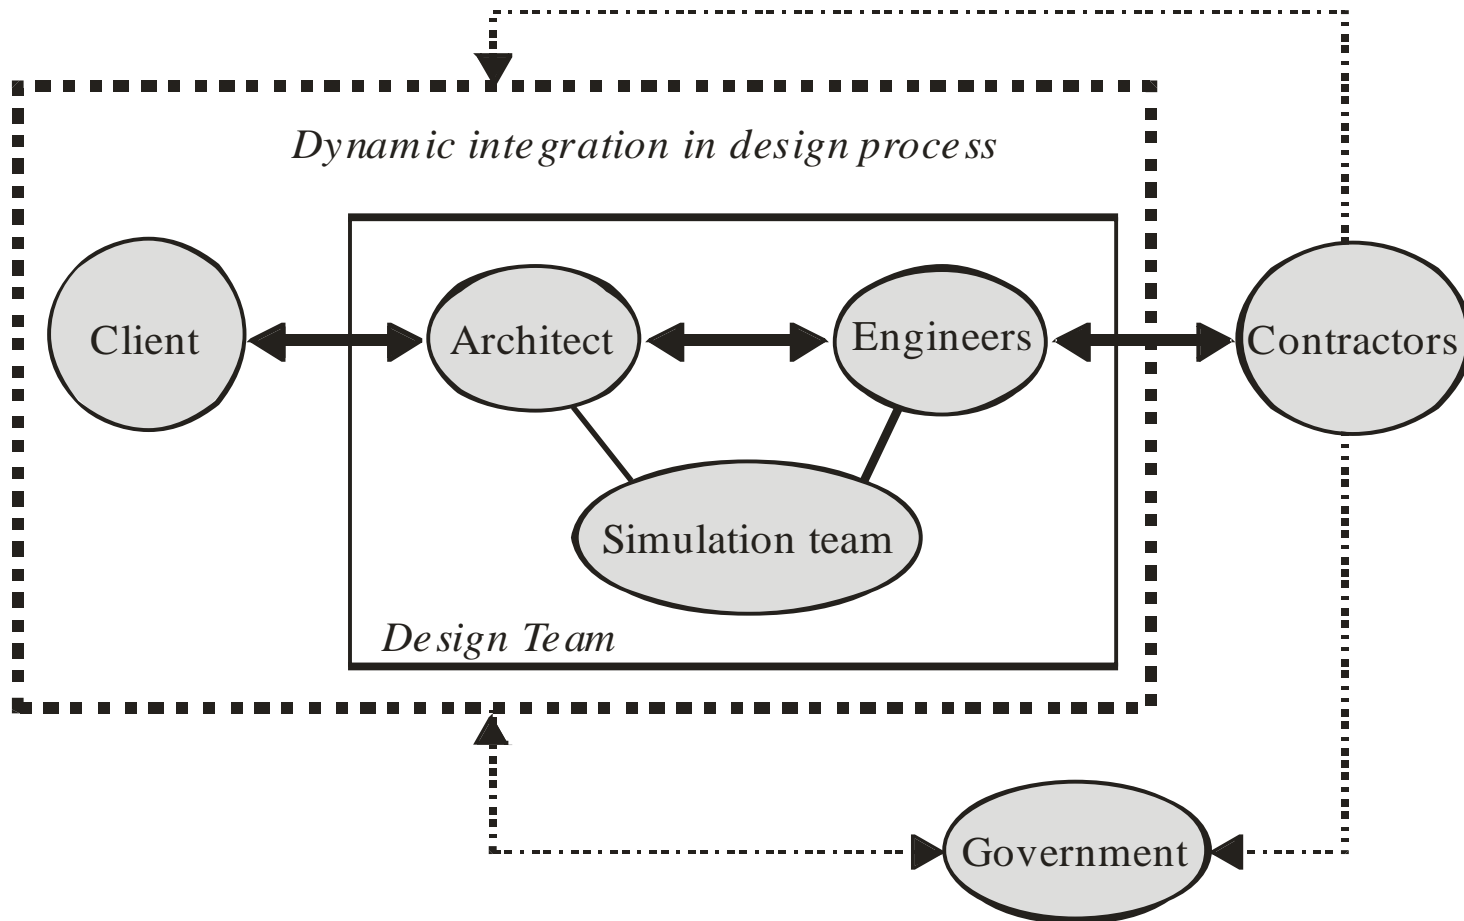 Dynamic integration in design process
Client
Architect
Engineers
Contractors
Simulation team
Design Team
Government